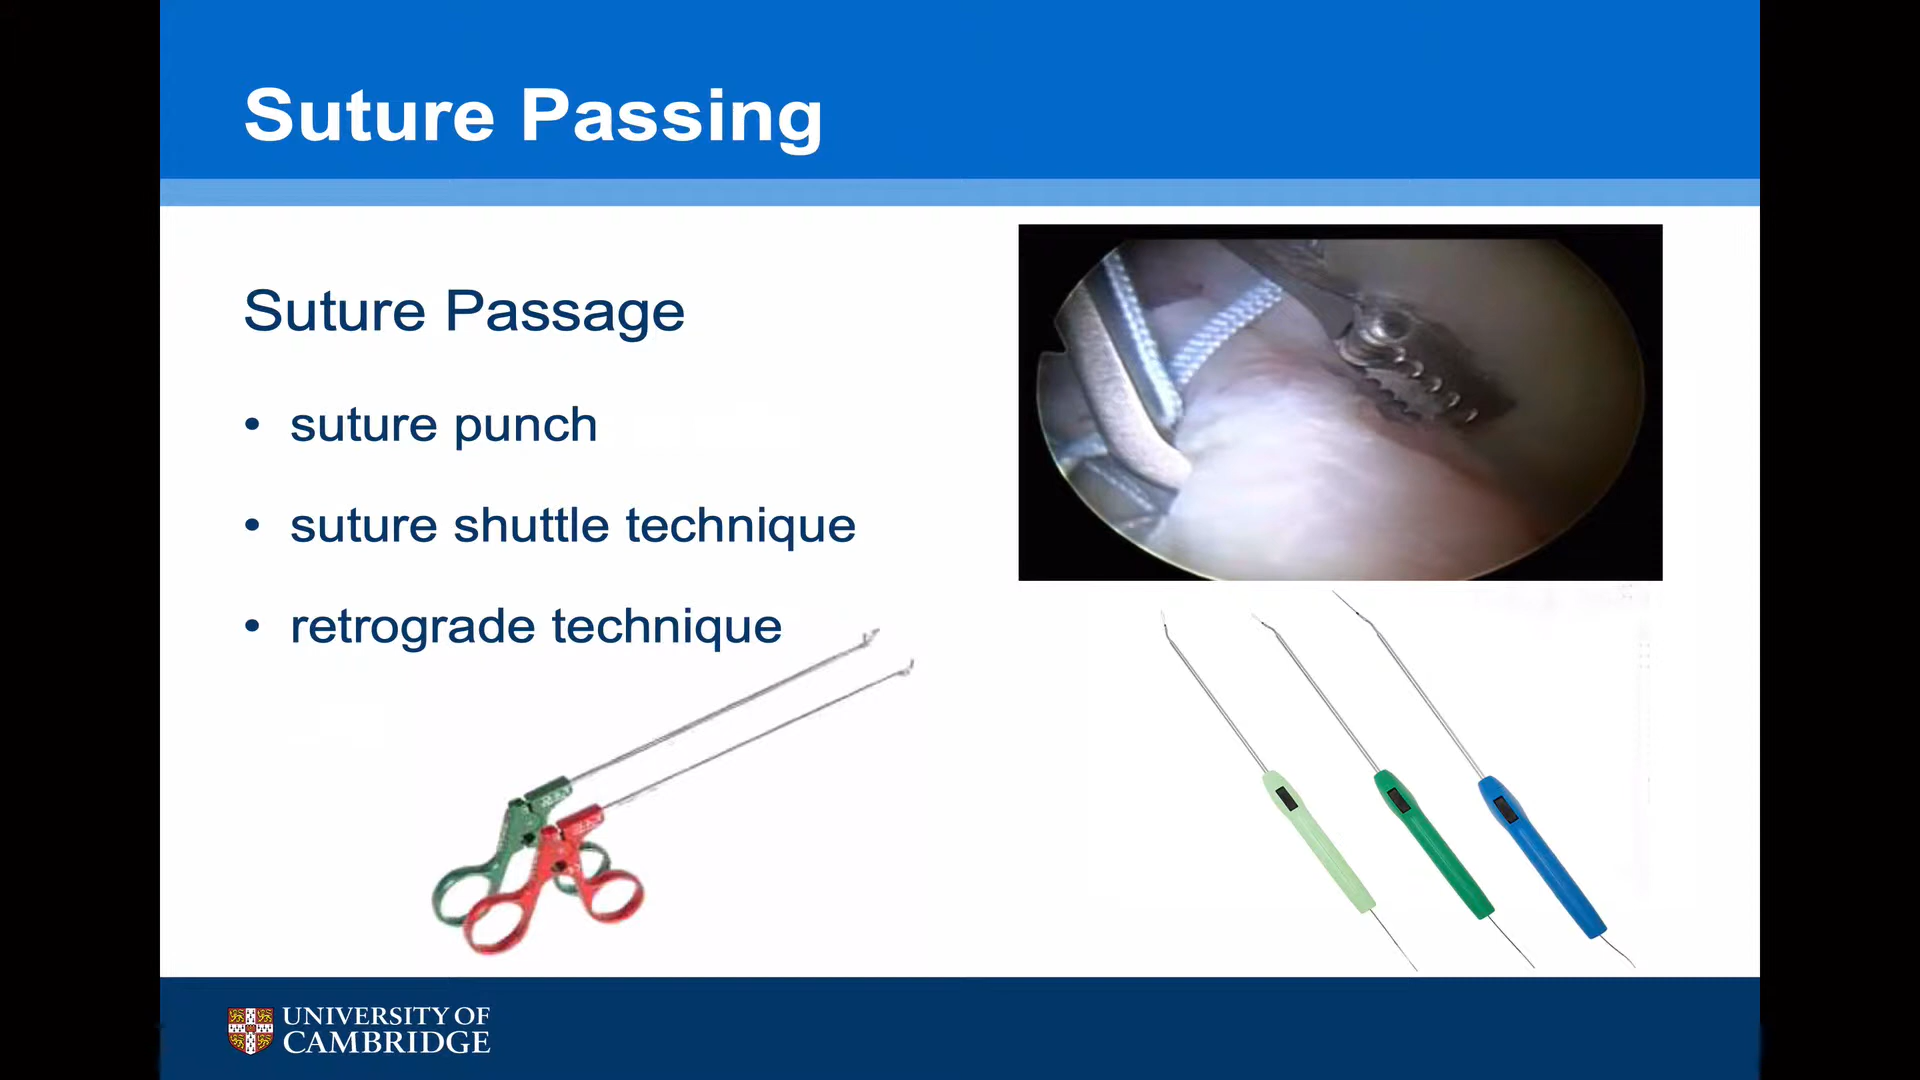 Suture Passing
Suture Passage
• suture punch
• suture shuttle technique
• retrograde technique
UNIVERSITY OF
CAMBRIDGE